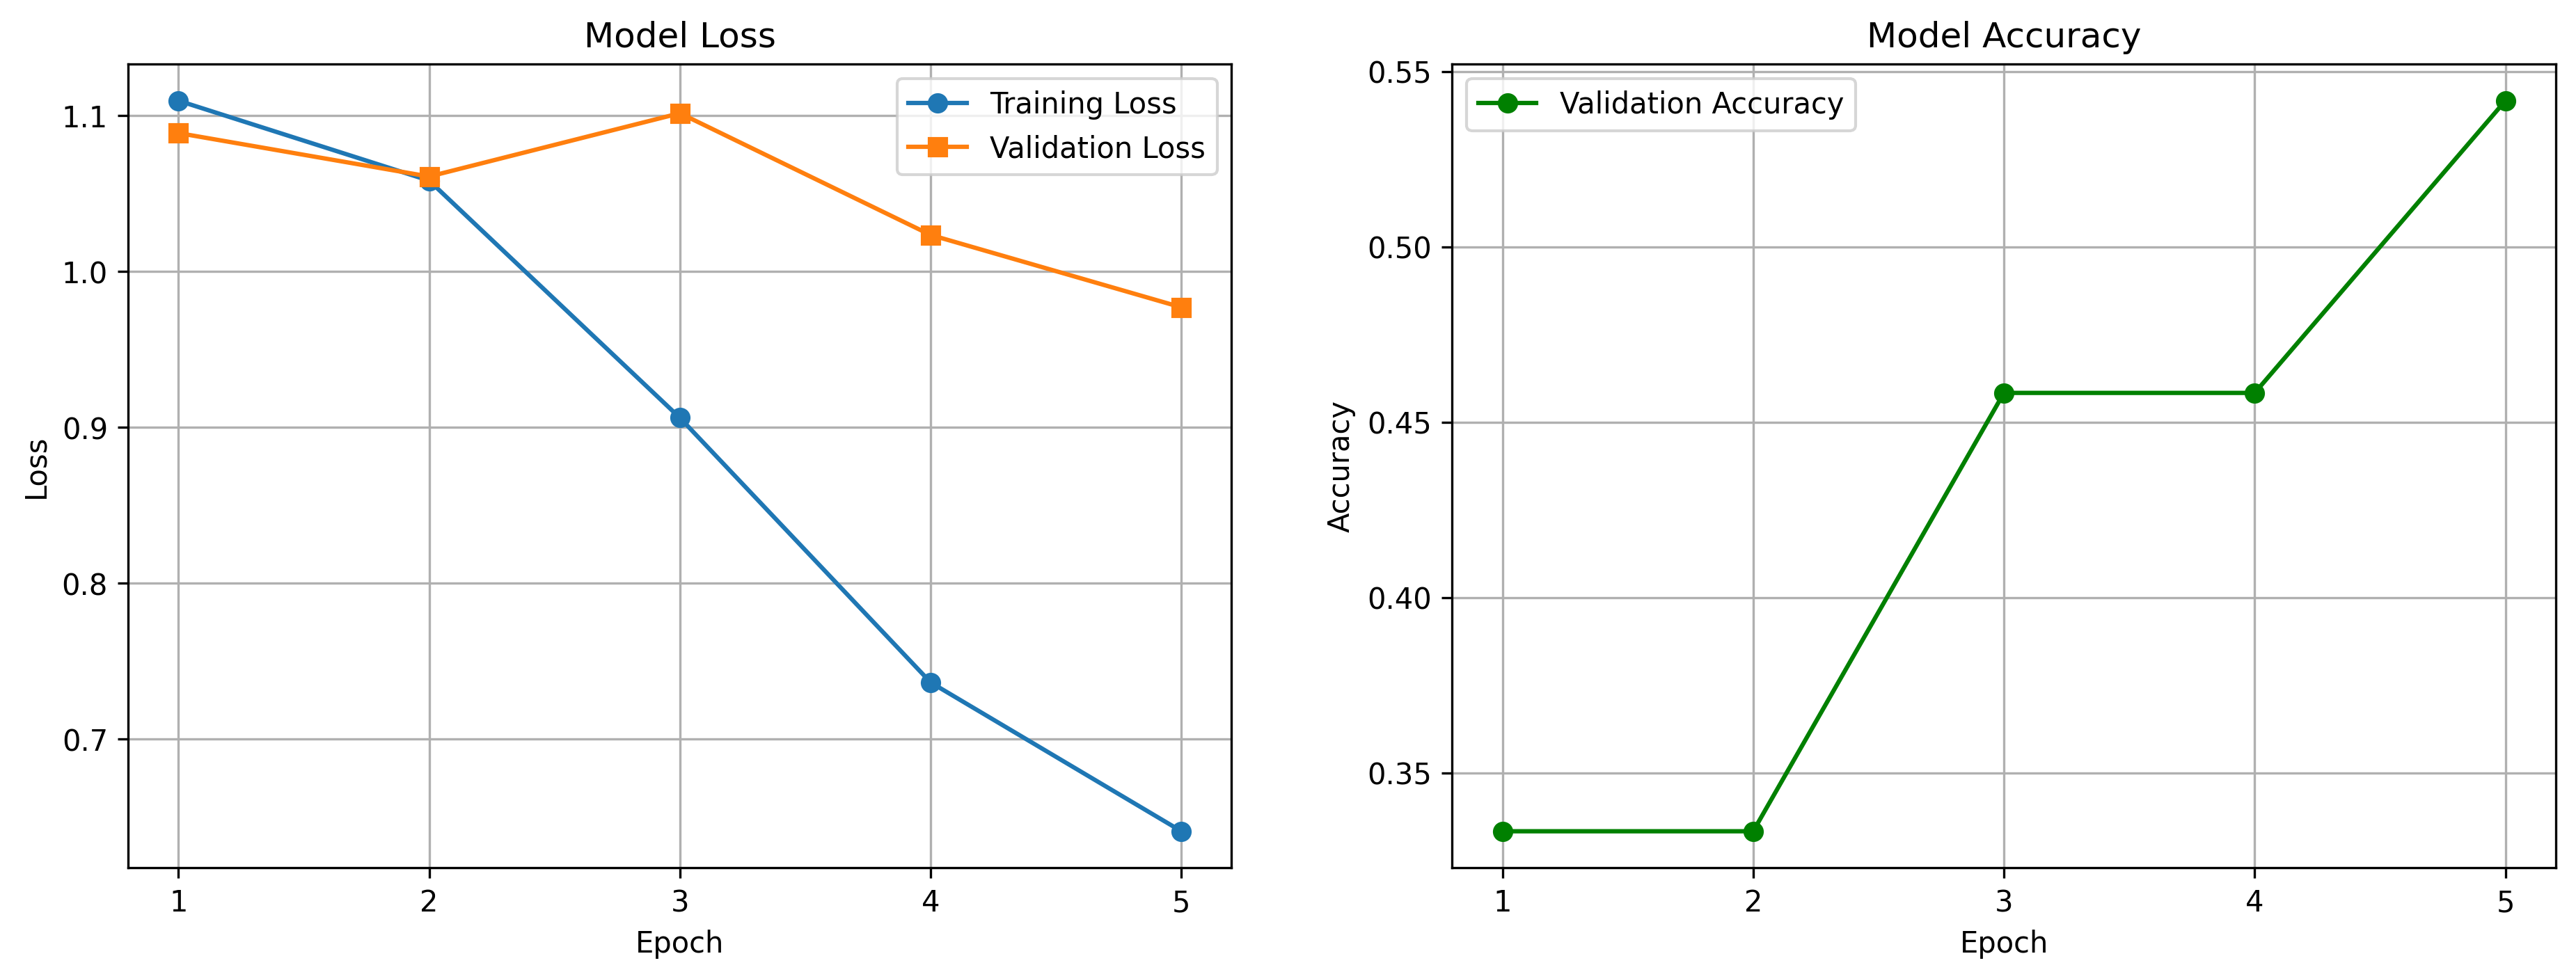 Model Loss
Training Loss
Validation Loss
1.1
1.0
0.9
0.8
0.7
Loss
1 2 3 4 5
Epoch
Model Accuracy
Validation Accuracy
0.55
0.50
0.45
0.40
0.35
Accuracy
1 2 3 4 5
Epoch